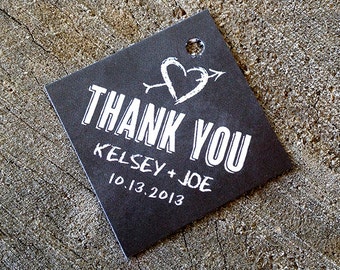 THANK YOU
KELSEY + JOE
10.13.2013